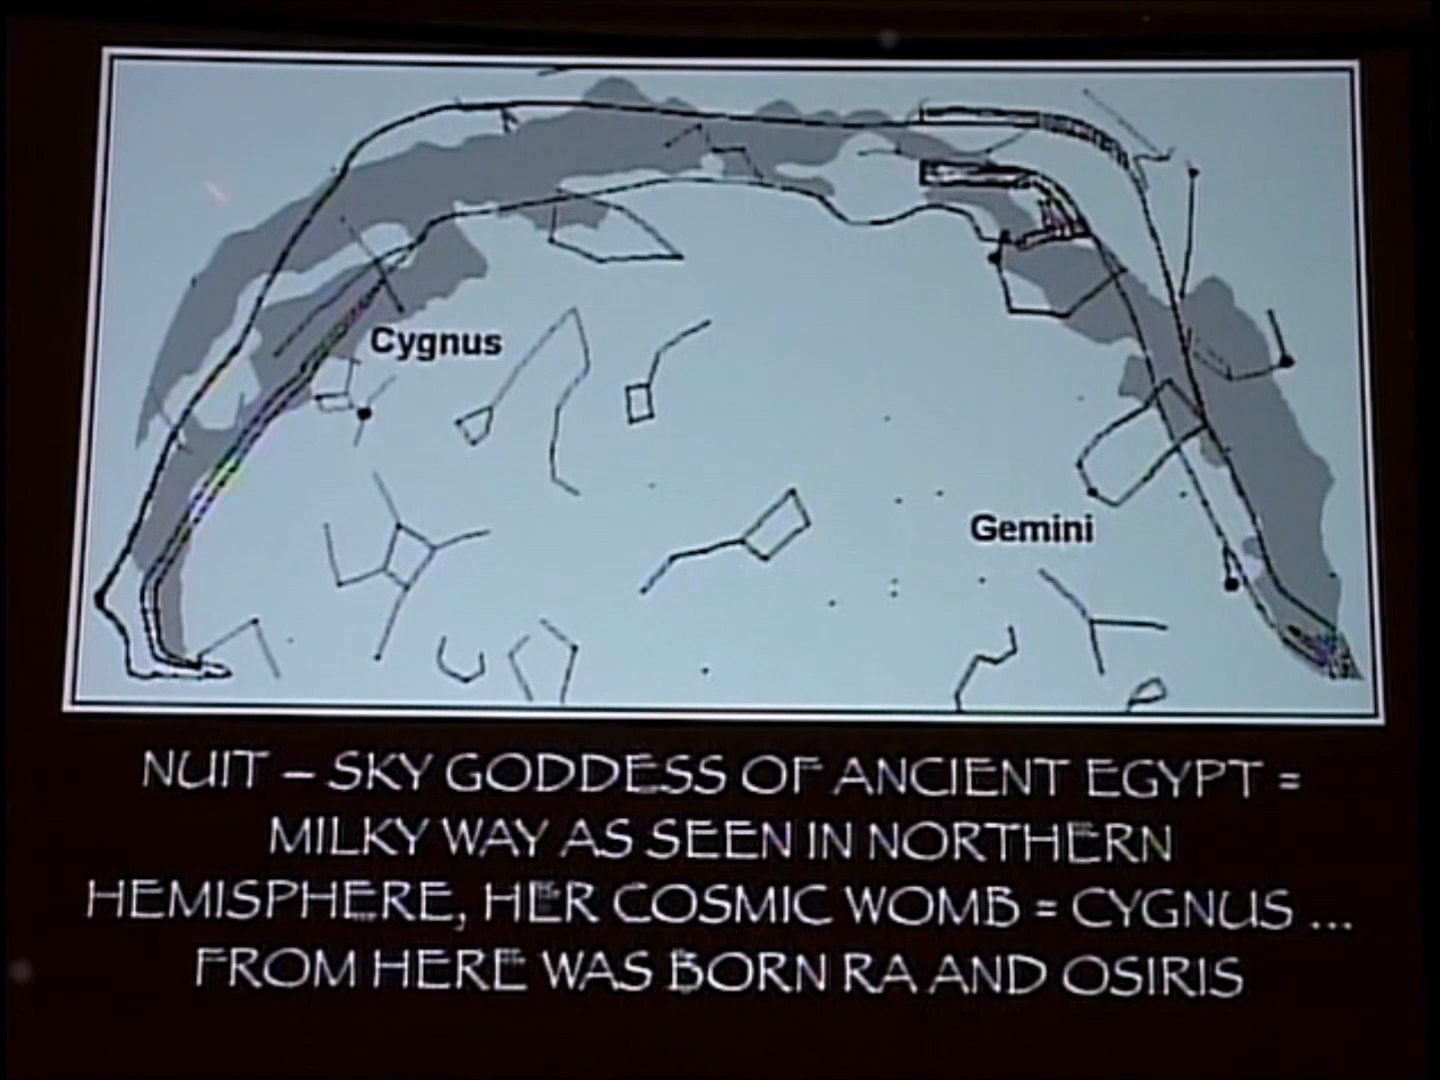 Cygnus
Gemini
NUIT – SKY GODDESS OF ANCIENT EGYPT =
MILKY WAY AS SEEN IN NORTHERN
HEMISPHERE, HER COSMIC WOMB = CYGNUS ...
FROM HERE WAS BORN RA AND OSIRIS